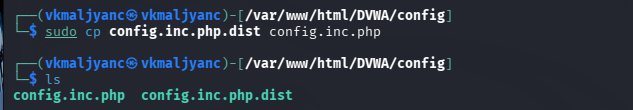 ┌──(vkmaljyanc㉿vkmaljyanc)-[/var/www/html/DVWA/config]
└─$ sudo cp config.inc.php.dist config.inc.php
┌──(vkmaljyanc㉿vkmaljyanc)-[/var/www/html/DVWA/config]
└─$ ls
config.inc.php  config.inc.php.dist